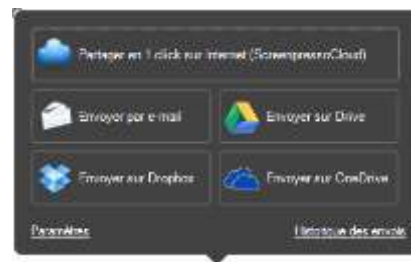 Partager en 1 click sur internet (ScreenpressoCloud)
Envoyer par e-mail
Envoyer sur Drive
Envoyer sur Dropbox
Envoyer sur OneDrive
Paramètres
Historique des envois